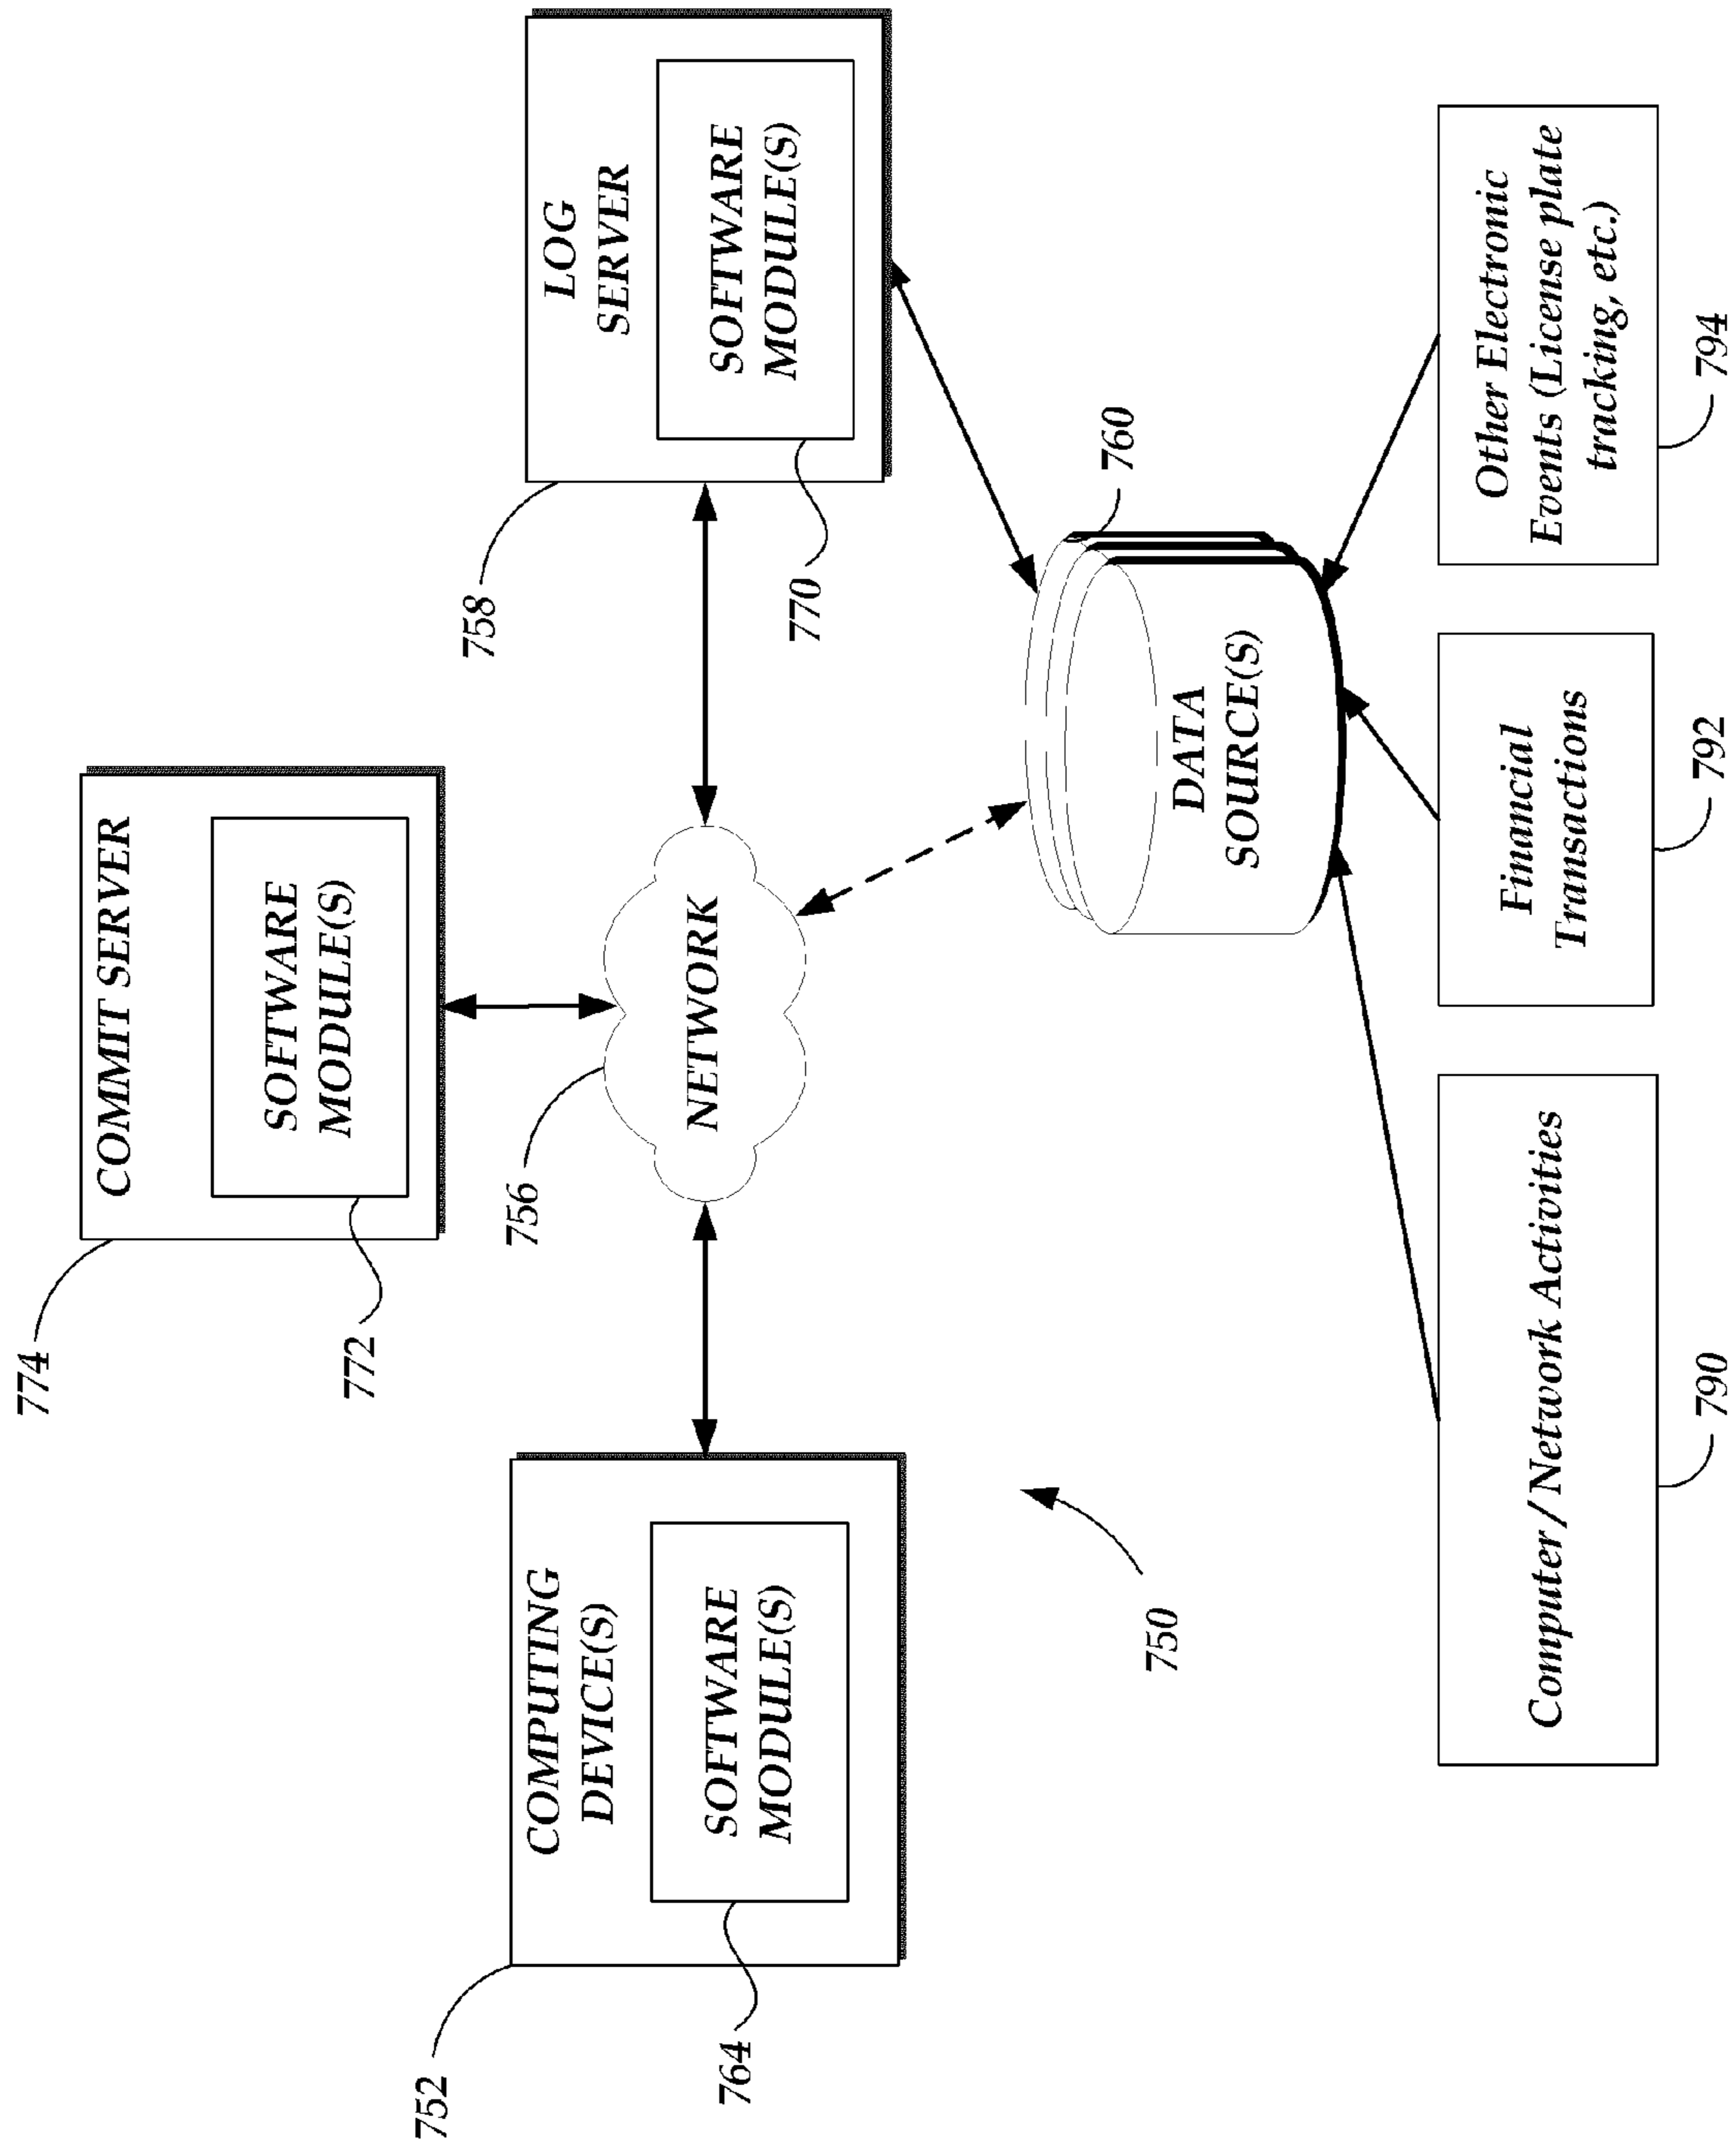 774
COMMIT SERVER
SOFTWARE
MODULE(S)
772
752
COMPUTING
DEVICE(S)
SOFTWARE
MODULE(S)
764
756
NETWORK
758
LOG
SERVER
SOFTWARE
MODULE(S)
770
760
DATA
SOURCE(S)
750
Computer / Network Activities
790
Financial
Transactions
792
Other Electronic
Events (License plate
tracking, etc.)
794